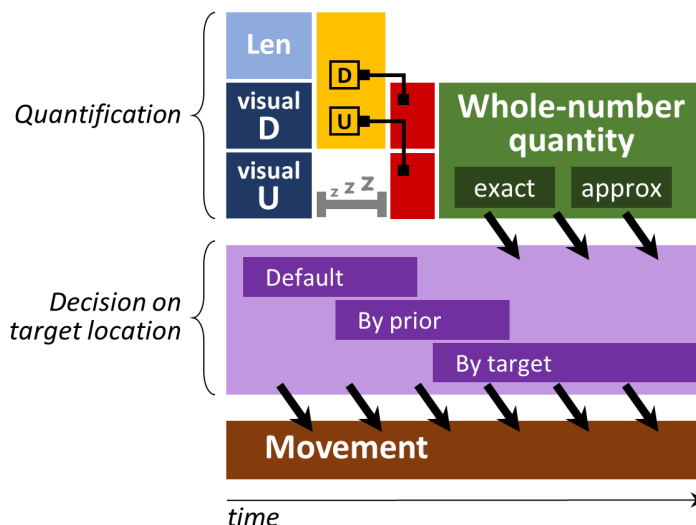 Quantification
Len
visual
D
visual
U
D
U
z z z
Whole-number
quantity
exact
approx
Decision on
target location
Default
By prior
By target
Movement
time